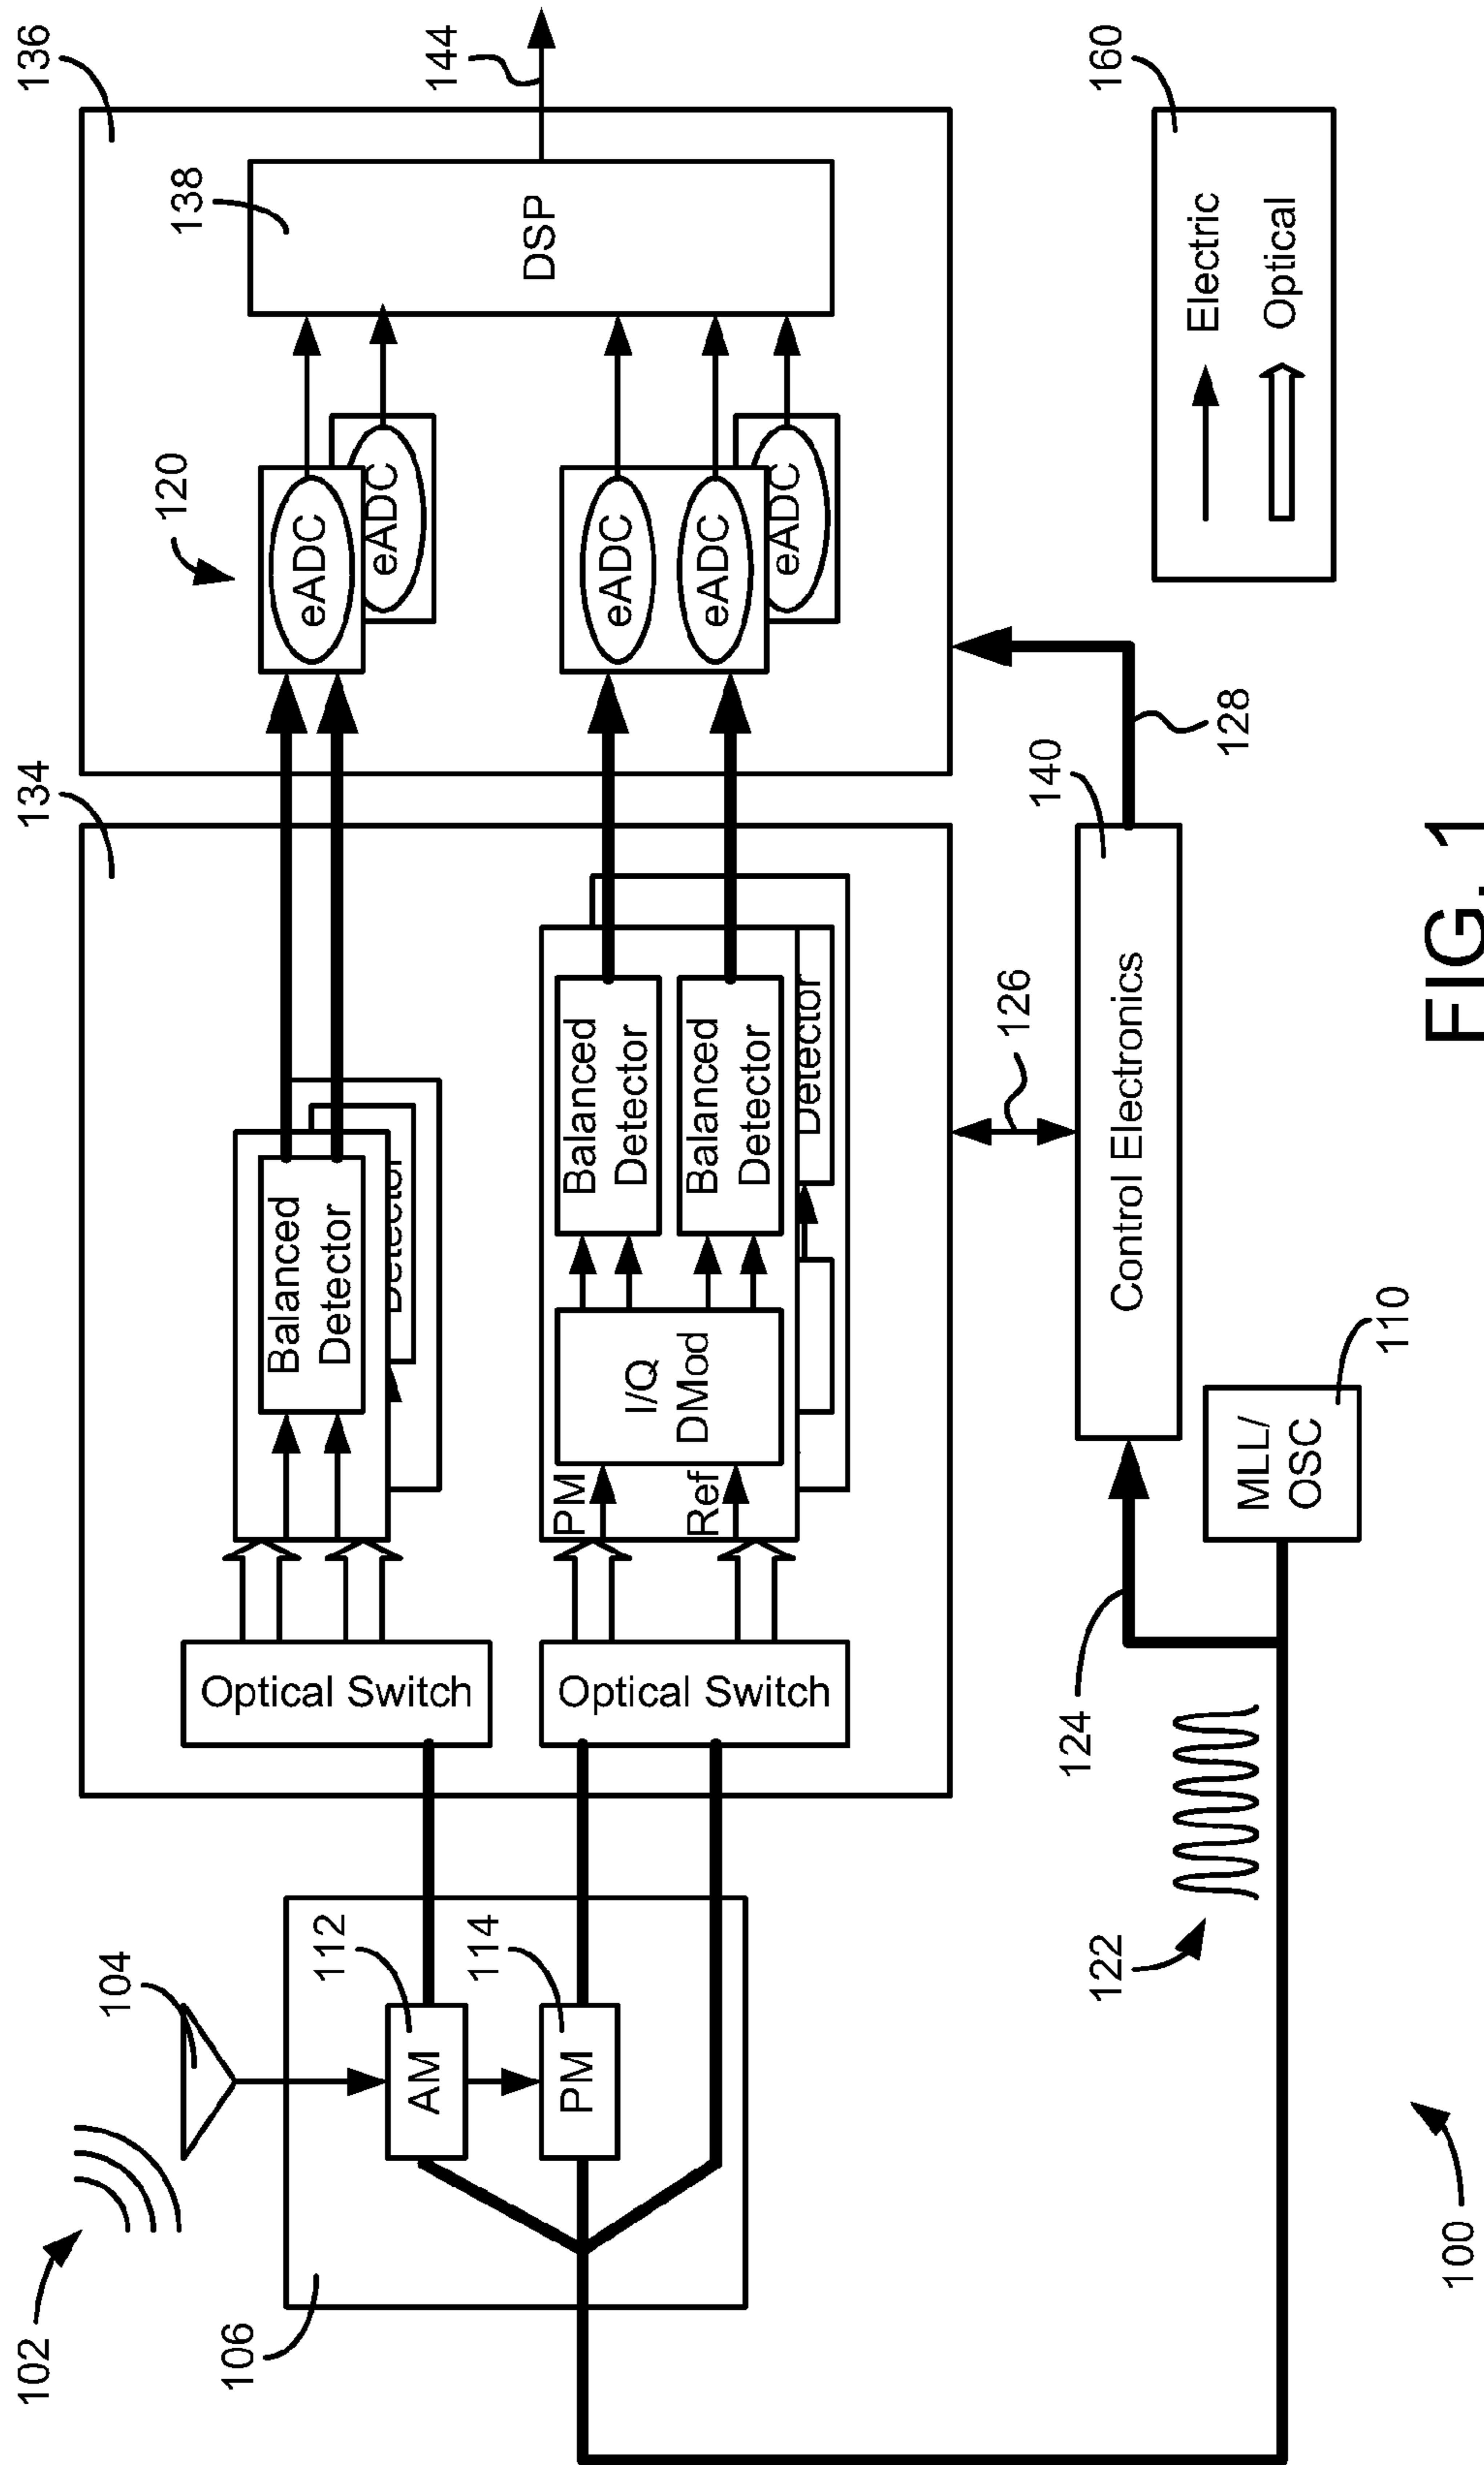 102
104
106
112
AM
114
PM
134
Optical Switch
Balanced
Detector
Detector
Optical Switch
PM
Ref
I/Q
DMod
Balanced
Detector
Balanced
Detector
Detector
136
120
eADC
eADC
eADC
eADC
eADC
138
DSP
144
126
140
Control Electronics
128
124
122
MLL/
OSC
110
160
Electric
Optical
100
FIG. 1